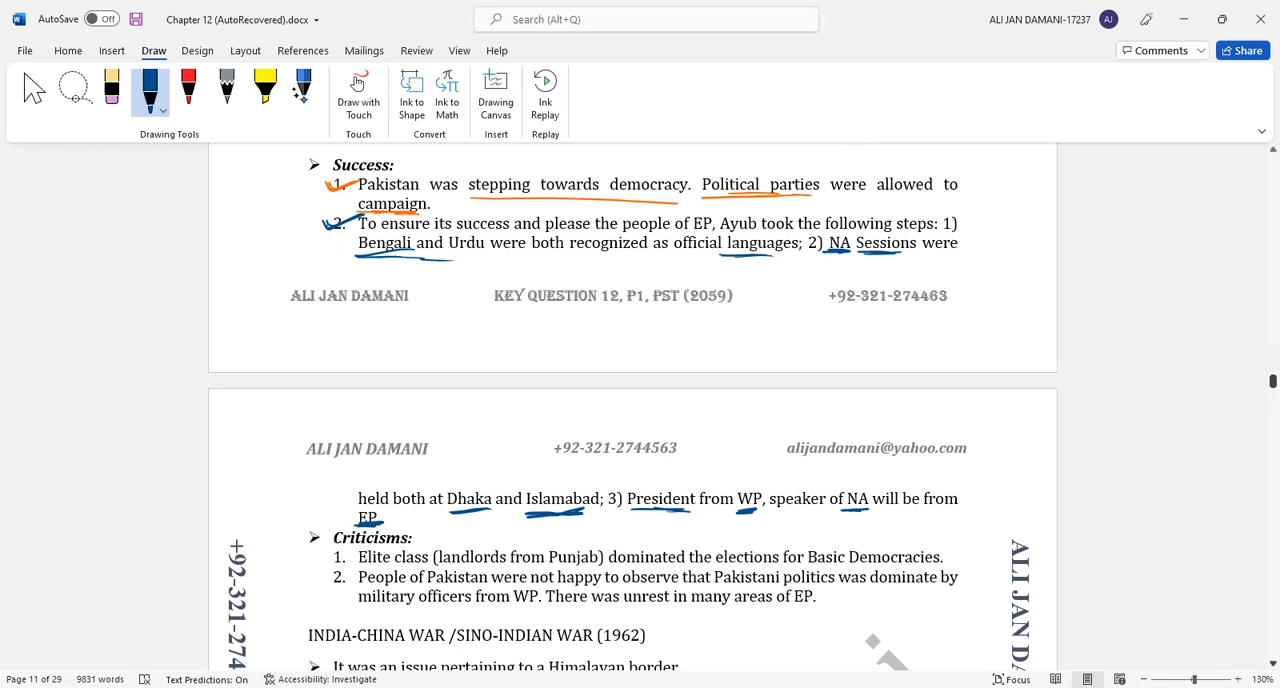 AutoSave Off Chapter 12 (AutoRecovered).docx Search (Alt+Q) ALI JAN DAMANI-17237 AJ
File Home Insert Draw Design Layout References Mailings Review View Help Comments Share
Draw with Touch Ink to Shape Ink to Math Drawing Canvas Ink Replay
Drawing Tools Touch Convert Insert Replay
Success:
1. Pakistan was stepping towards democracy. Political parties were allowed to
campaign.
2. To ensure its success and please the people of EP, Ayub took the following steps: 1)
Bengali and Urdu were both recognized as official languages; 2) NA Sessions were
ALI JAN DAMANI KEY QUESTION 12, P1, PST (2059) +92-321-274463
ALI JAN DAMANI +92-321-2744563 alijandamani@yahoo.com
held both at Dhaka and Islamabad; 3) President from WP, speaker of NA will be from
EP
Criticisms:
1. Elite class (landlords from Punjab) dominated the elections for Basic Democracies.
2. People of Pakistan were not happy to observe that Pakistani politics was dominate by
military officers from WP. There was unrest in many areas of EP.
INDIA-CHINA WAR /SINO-INDIAN WAR (1962)
It was an issue pertaining to a Himalayan border
+92-321-274
ALI JAN DA
Page 11 of 29 9831 words Text Predictions: On Accessibility: Investigate Focus 130%